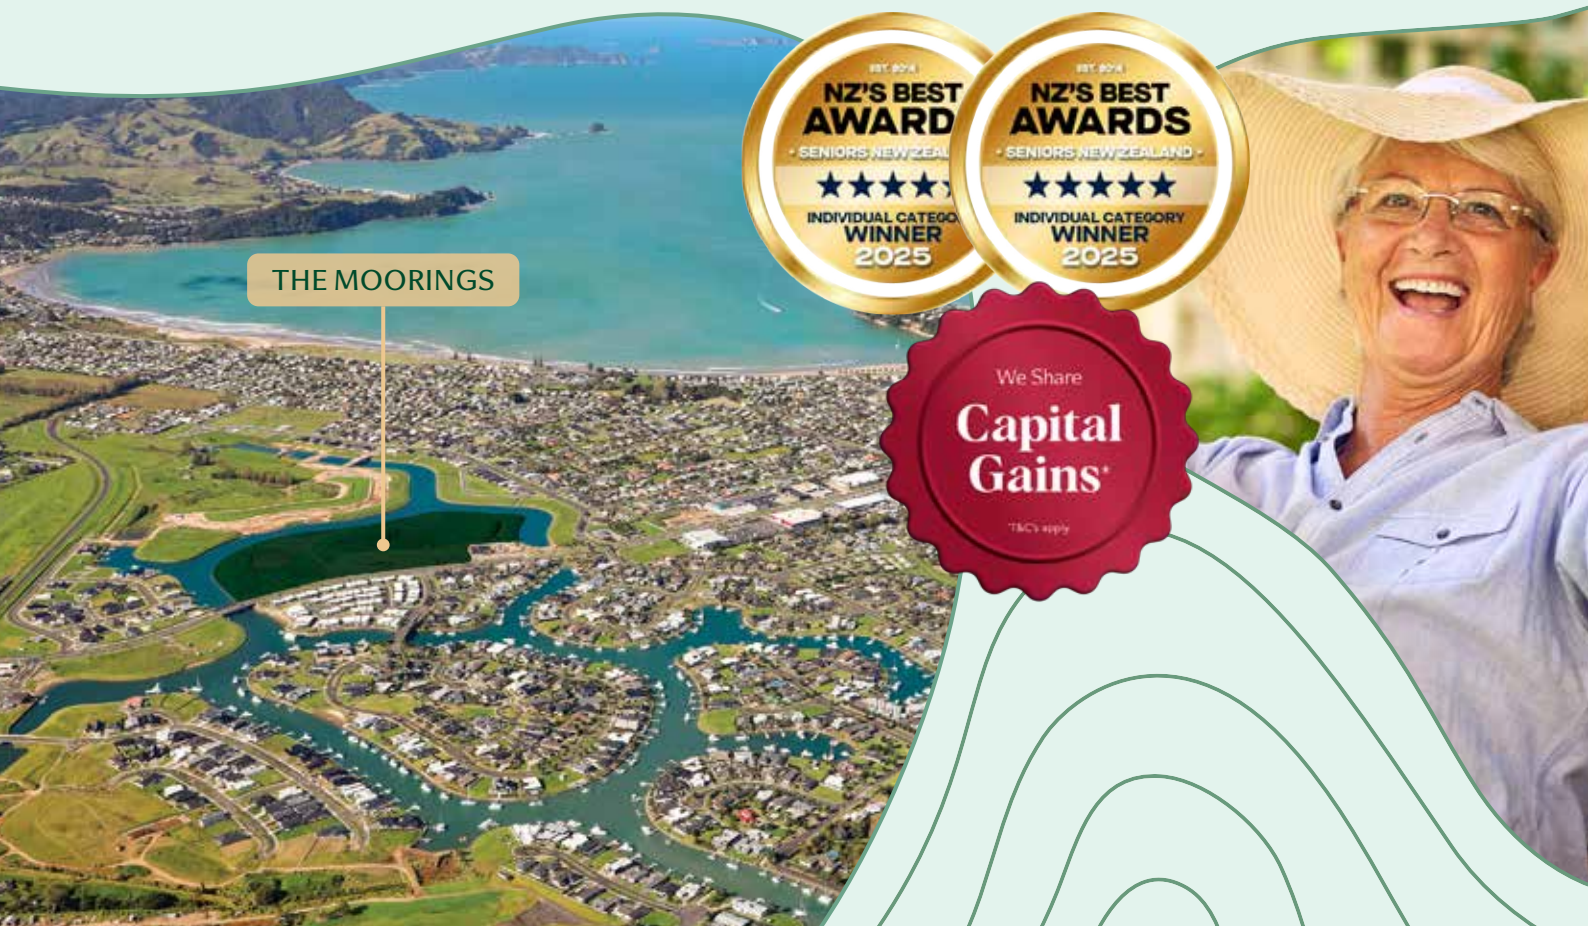 THE MOORINGS
EST. 2014
NZ'S BEST
AWARD
• SENIORS NEW ZEAL
INDIVIDUAL CATEGO
WINNER
2025
EST. 2014
NZ'S BEST
AWARDS
• SENIORS NEW ZEALAND •
INDIVIDUAL CATEGORY
WINNER
2025
We Share
Capital
Gains*
*T&C's apply